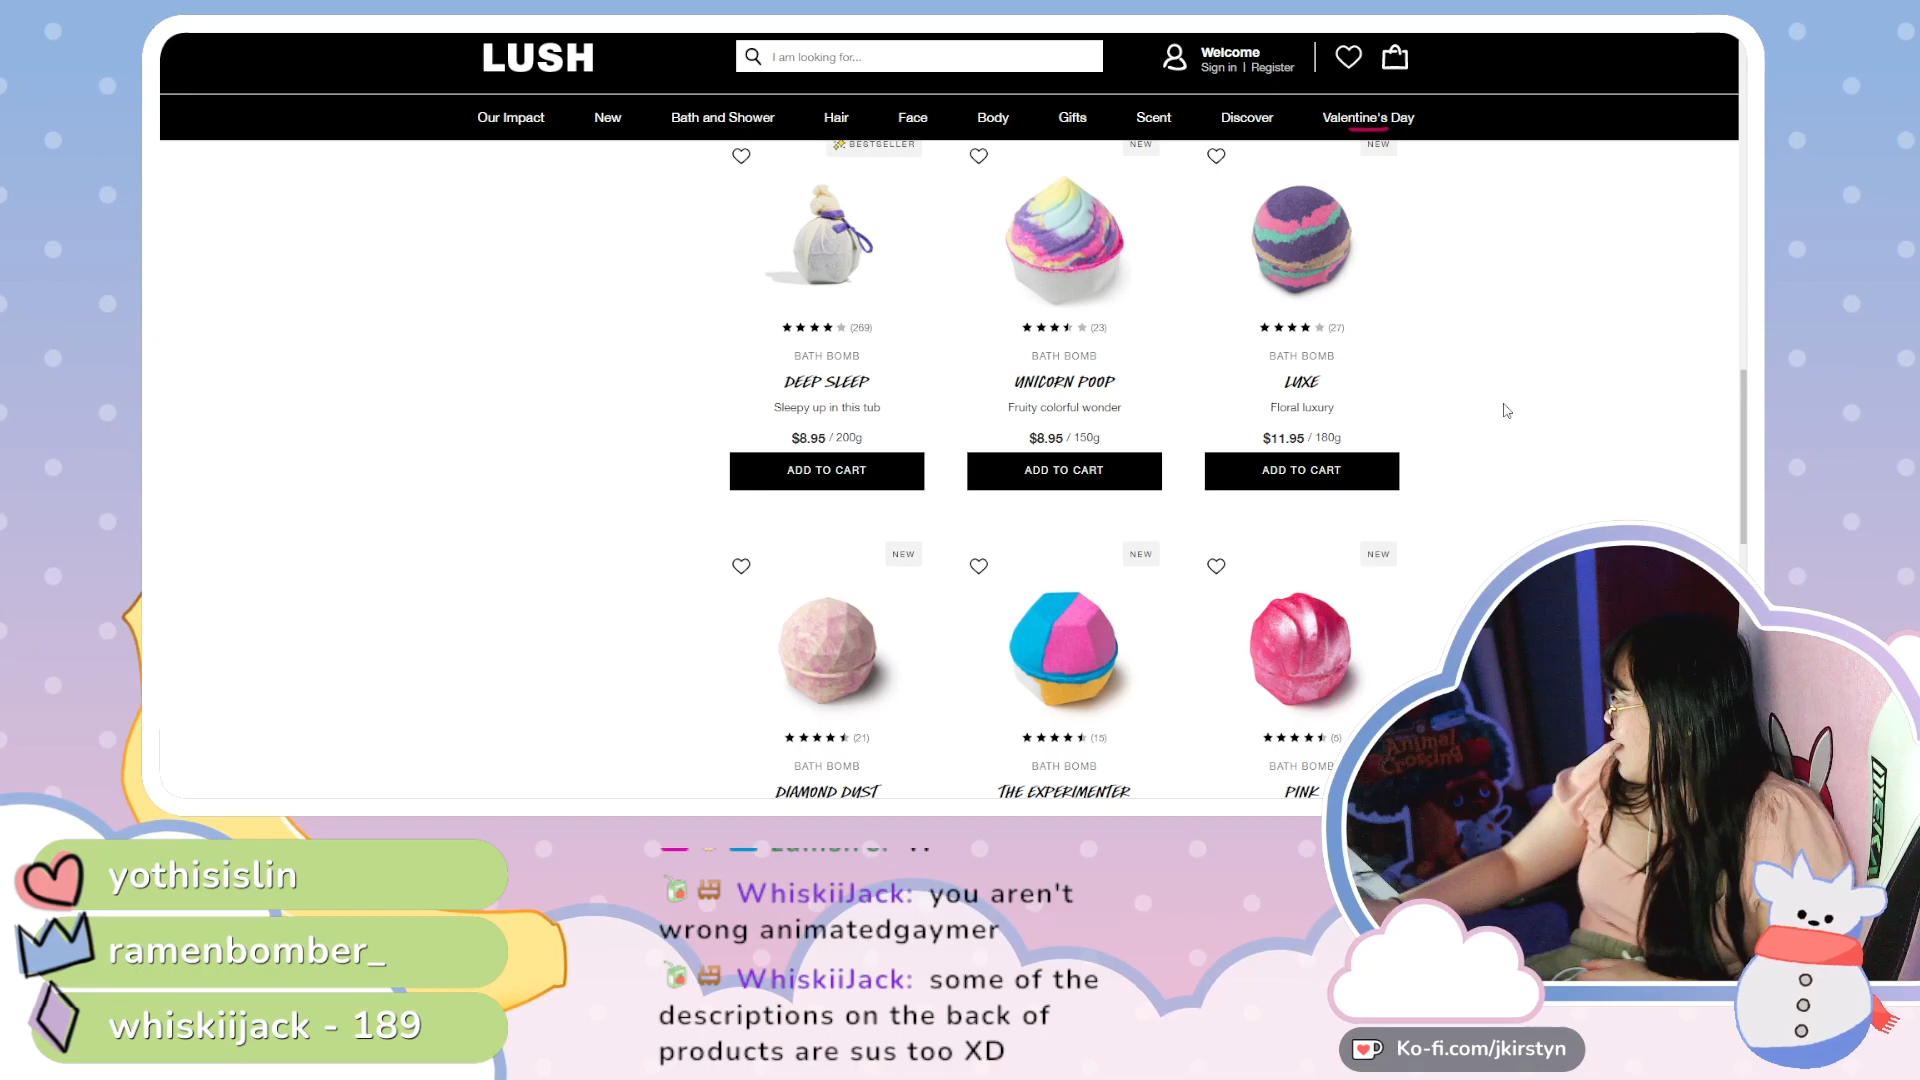 LUSH
I am looking for...
Welcome
Sign in | Register
Our Impact New Bath and Shower Hair Face Body Gifts Scent Discover Valentine's Day
BESTSELLER NEW NEW
(269) (23) (27)
BATH BOMB BATH BOMB BATH BOMB
DEEP SLEEP UNICORN POOP LUXE
Sleepy up in this tub Fruity colorful wonder Floral luxury
$8.95 / 200g $8.95 / 150g $11.95 / 180g
ADD TO CART ADD TO CART ADD TO CART
NEW NEW NEW
(21) (15) (5)
BATH BOMB BATH BOMB BATH BOMB
DIAMOND DUST THE EXPERIMENTER PINK
Animal
Crossing
yothisislin
ramenbomber_
whiskiijack - 189
WhiskiiJack: you aren't
wrong animatedgaymer
WhiskiiJack: some of the
descriptions on the back of
products are sus too XD
Ko-fi.com/jkirstyn